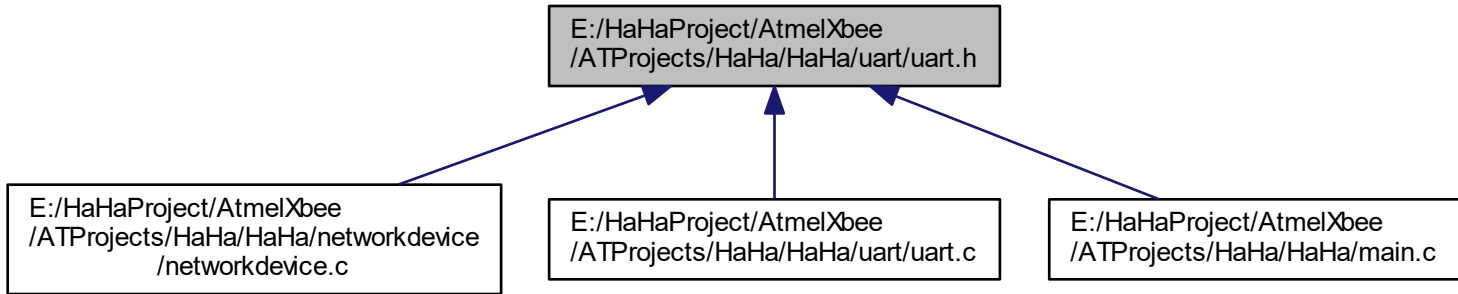 E:/HaHaProject/AtmelXbee
/ATProjects/HaHa/HaHa/uart/uart.h
E:/HaHaProject/AtmelXbee
/ATProjects/HaHa/HaHa/networkdevice
/networkdevice.c
E:/HaHaProject/AtmelXbee
/ATProjects/HaHa/HaHa/uart/uart.c
E:/HaHaProject/AtmelXbee
/ATProjects/HaHa/HaHa/main.c